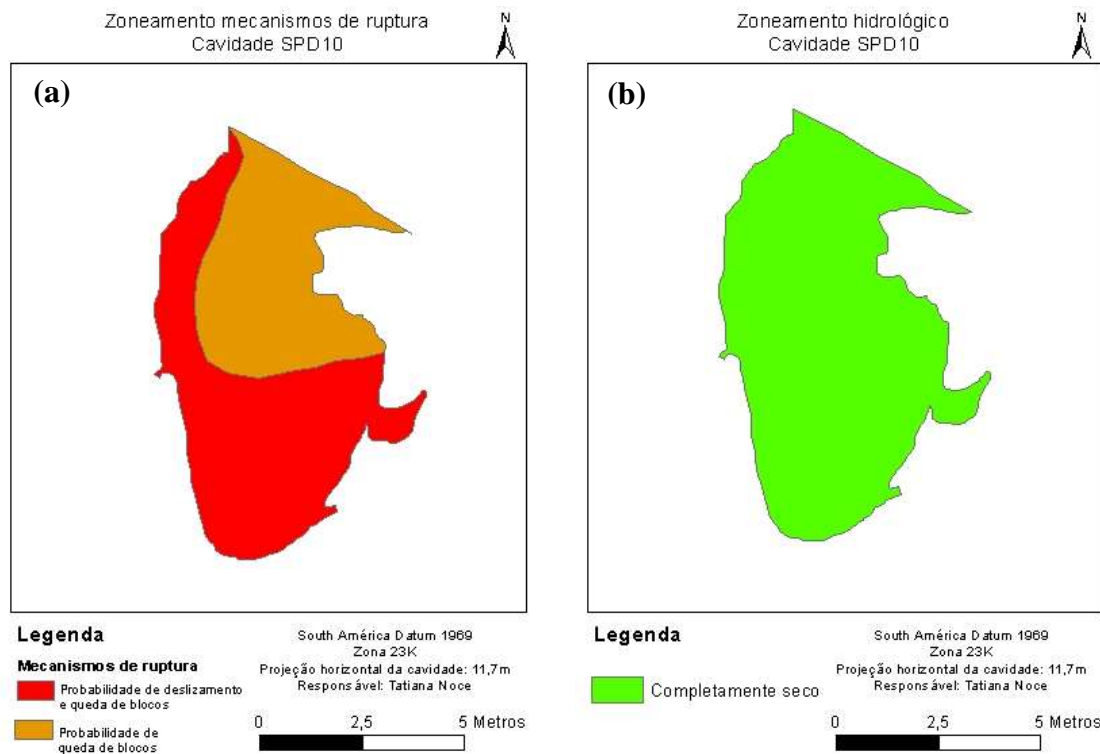 Zoneamento mecanismos de ruptura
Cavidade SPD10
N
(a)
Legenda
Mecanismos de ruptura
Probabilidade de deslizamento
e queda de blocos
Probabilidade de
queda de blocos
South América Datum 1969
Zona 23K
Projeção horizontal da cavidade: 11,7m
Responsável: Tatiana Noce
0 2,5 5 Metros
Zoneamento hidrológico
Cavidade SPD10
N
(b)
Legenda
Completamente seco
South América Datum 1969
Zona 23K
Projeção horizontal da cavidade: 11,7m
Responsável: Tatiana Noce
0 2,5 5 Metros